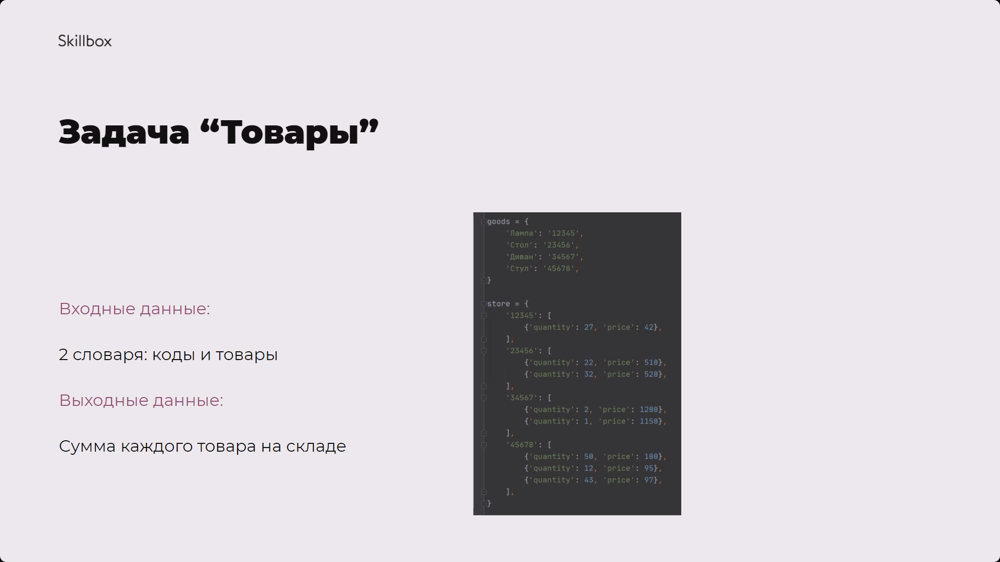 Skillbox
Задача “Товары”
Входные данные:
2 словаря: коды и товары
Выходные данные:
Сумма каждого товара на складе
goods = {
    'Лампа': '12345',
    'Стол': '23456',
    'Диван': '34567',
    'Стул': '45678',
}
store = {
    '12345': [
        {'quantity': 27, 'price': 42},
    ],
    '23456': [
        {'quantity': 22, 'price': 510},
        {'quantity': 32, 'price': 520},
    ],
    '34567': [
        {'quantity': 2, 'price': 1200},
        {'quantity': 1, 'price': 1150},
    ],
    '45678': [
        {'quantity': 50, 'price': 100},
        {'quantity': 12, 'price': 95},
        {'quantity': 43, 'price': 97},
    ],
}